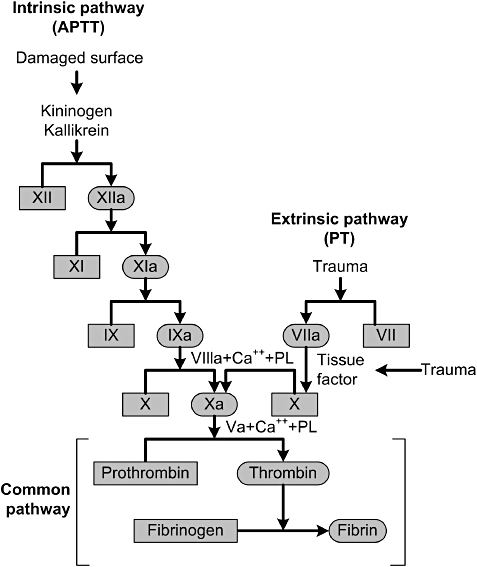 Intrinsic pathway
(APTT)
Damaged surface
Kininogen
Kallikrein
XII
XIIa
Extrinsic pathway
(PT)
XI
XIa
Trauma
IX
IXa
VIIa
VII
VIIIa+Ca⁺⁺+PL
Tissue
factor
Trauma
X
Xa
X
Va+Ca⁺⁺+PL
Prothrombin
Thrombin
Common
pathway
Fibrinogen
Fibrin